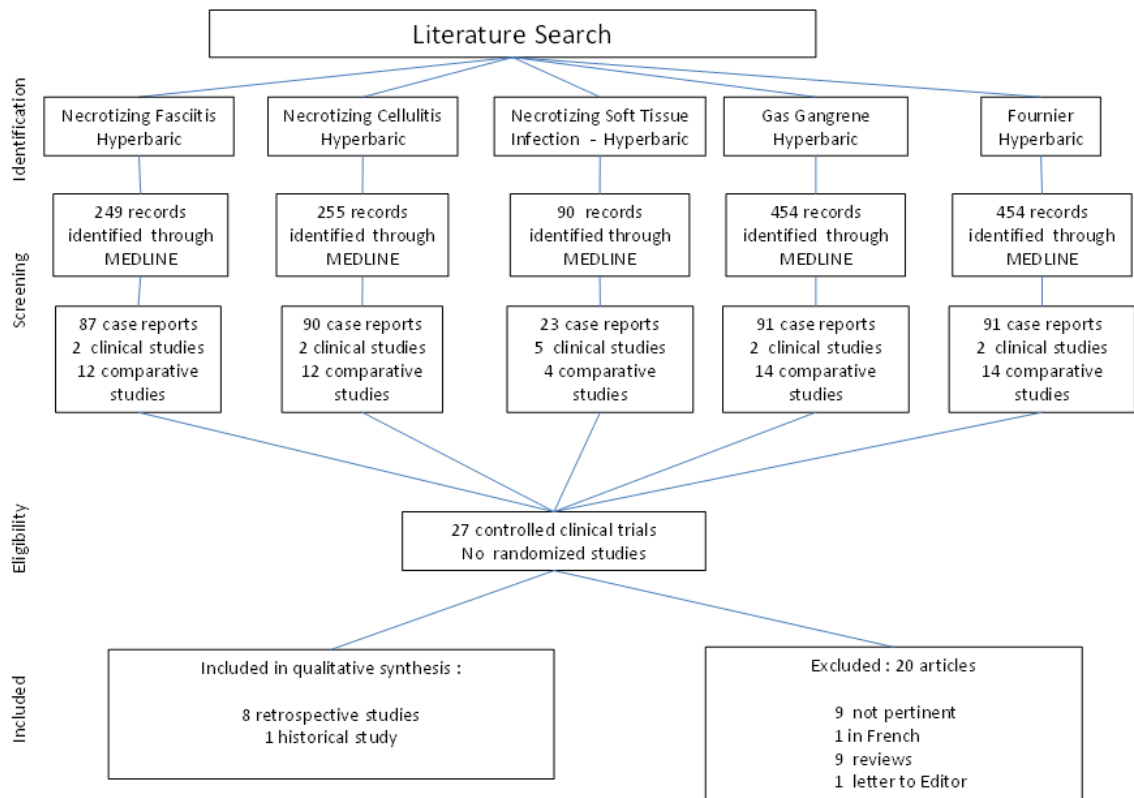 Literature Search
Identification
Necrotizing Fasciitis
Hyperbaric
Necrotizing Cellulitis
Hyperbaric
Necrotizing Soft Tissue
Infection - Hyperbaric
Gas Gangrene
Hyperbaric
Fournier
Hyperbaric
Screening
249 records
identified through
MEDLINE
255 records
identified through
MEDLINE
90 records
identified through
MEDLINE
454 records
identified through
MEDLINE
454 records
identified through
MEDLINE
87 case reports
2 clinical studies
12 comparative
studies
90 case reports
2 clinical studies
12 comparative
studies
23 case reports
5 clinical studies
4 comparative
studies
91 case reports
2 clinical studies
14 comparative
studies
91 case reports
2 clinical studies
14 comparative
studies
Eligibility
27 controlled clinical trials
No randomized studies
Included
Included in qualitative synthesis :
8 retrospective studies
1 historical study
Excluded : 20 articles
9 not pertinent
1 in French
9 reviews
1 letter to Editor